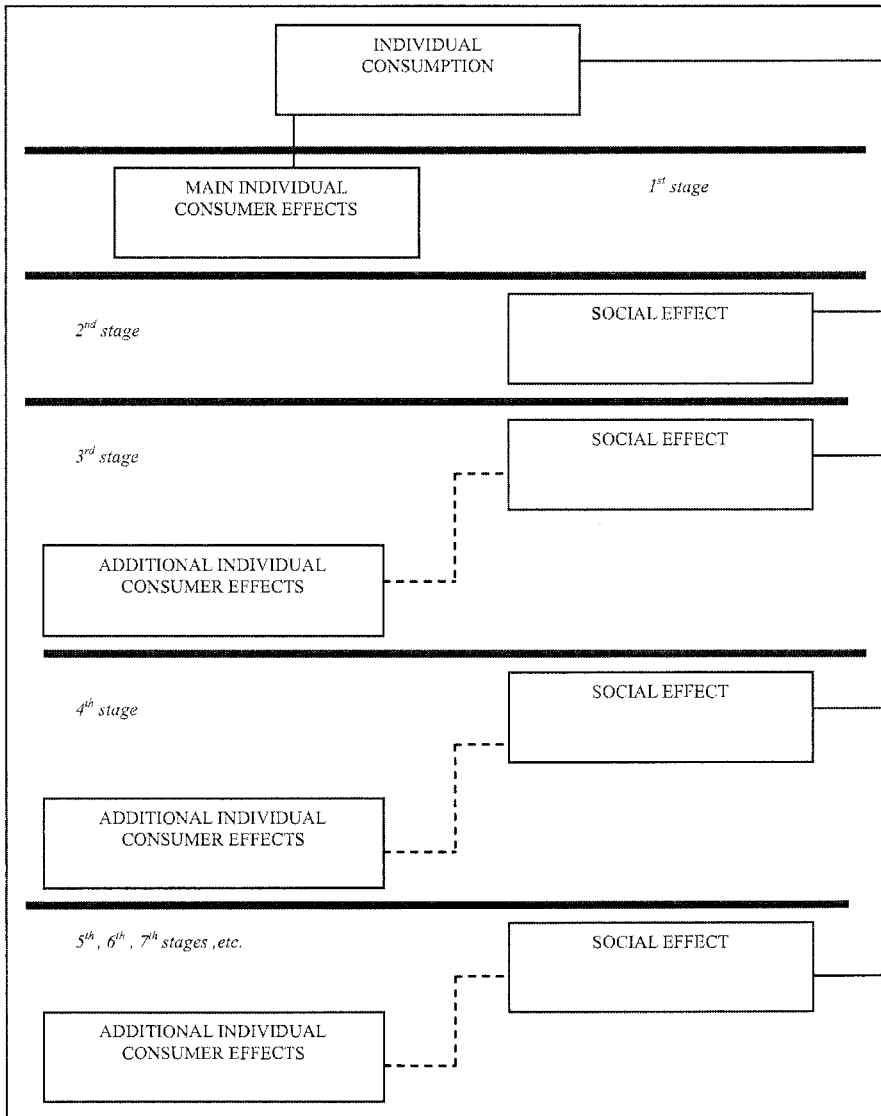 INDIVIDUAL
CONSUMPTION
MAIN INDIVIDUAL
CONSUMER EFFECTS
1st stage
SOCIAL EFFECT
2nd stage
SOCIAL EFFECT
3rd stage
ADDITIONAL INDIVIDUAL
CONSUMER EFFECTS
SOCIAL EFFECT
4th stage
ADDITIONAL INDIVIDUAL
CONSUMER EFFECTS
5th, 6th, 7th stages ,etc.
SOCIAL EFFECT
ADDITIONAL INDIVIDUAL
CONSUMER EFFECTS